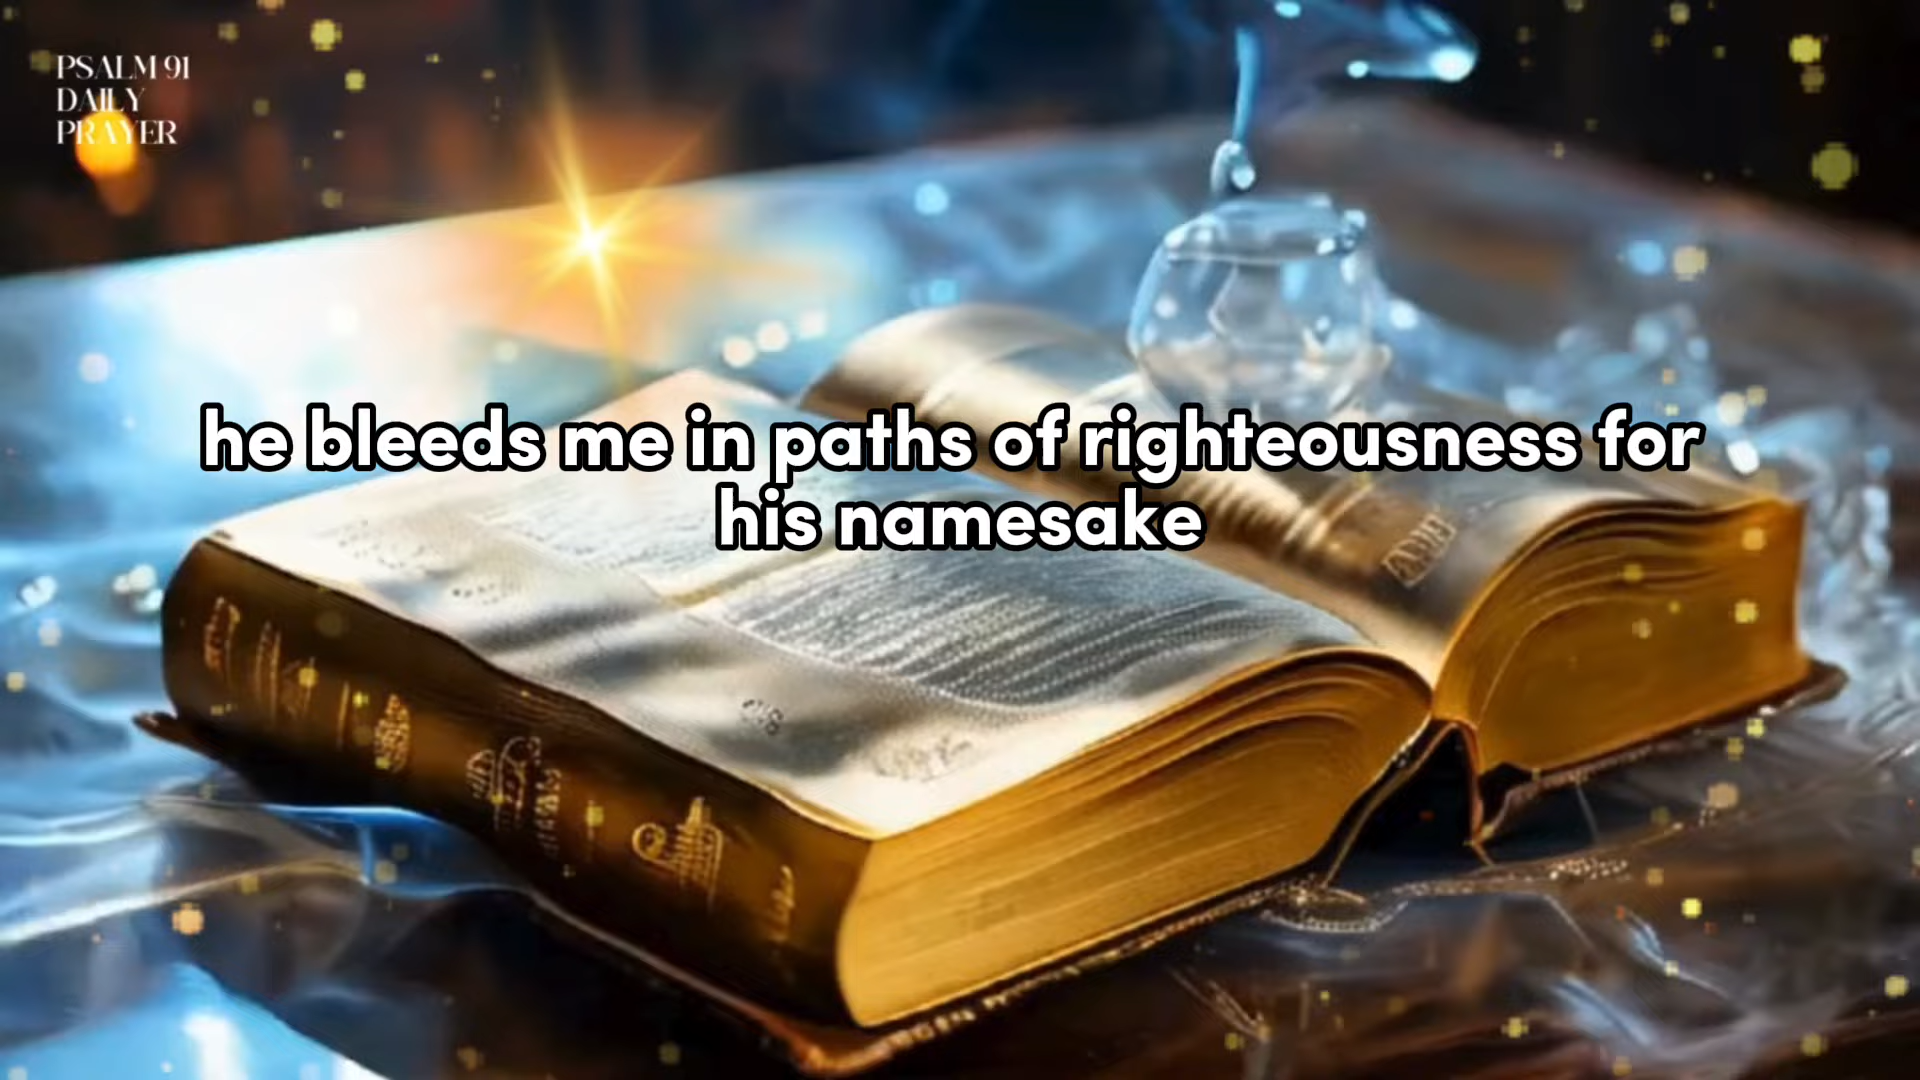 PSALM 91
DAILY
PRAYER
he bleeds me in paths of righteousness for
his namesake